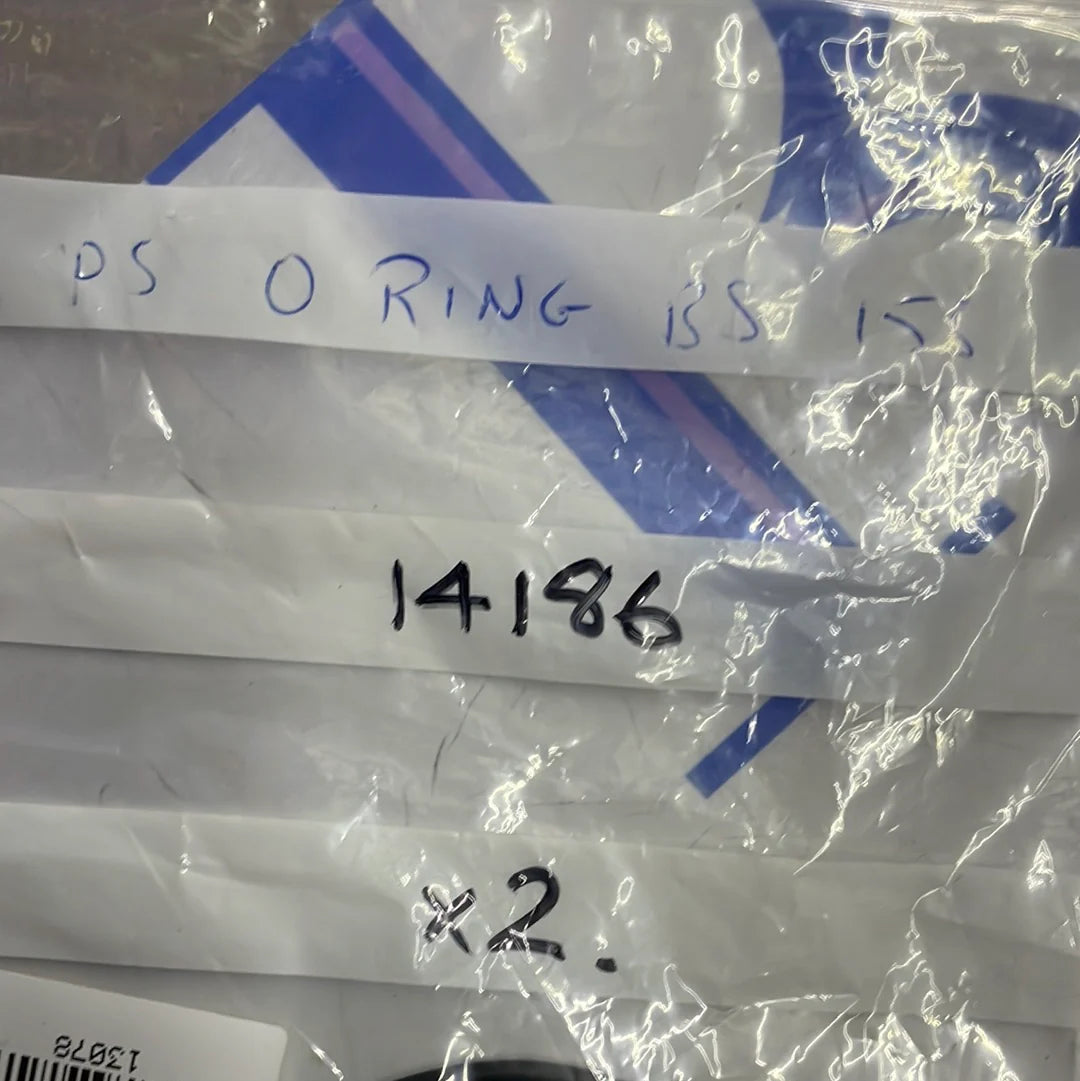 PS O RING BS
14186
x2.
13078